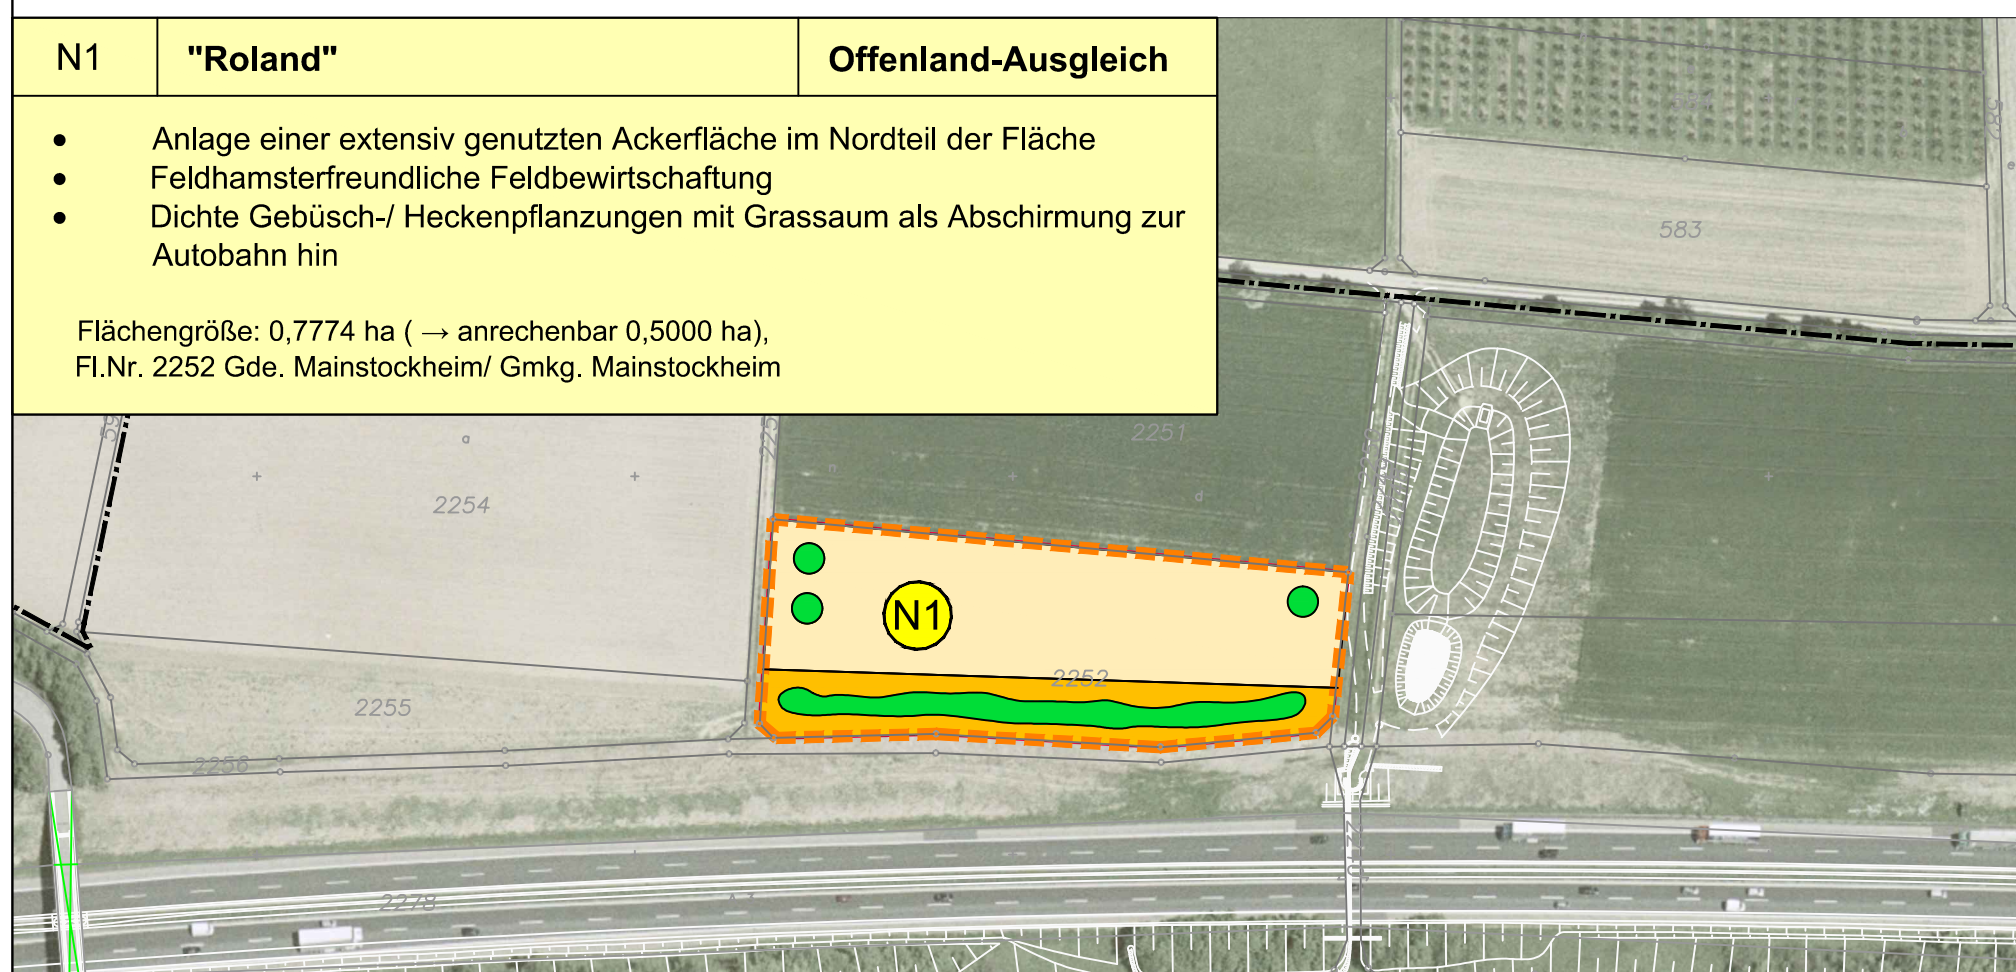 N1 "Roland" Offenland-Ausgleich
• Anlage einer extensiv genutzten Ackerfläche im Nordteil der Fläche
• Feldhamsterfreundliche Feldbewirtschaftung
• Dichte Gebüsch-/ Heckenpflanzungen mit Grassaum als Abschirmung zur
Autobahn hin
Flächengröße: 0,7774 ha ( → anrechenbar 0,5000 ha),
Fl.Nr. 2252 Gde. Mainstockheim/ Gmkg. Mainstockheim
583
2251
a
2254
n
d
N1
2252
2255
2256
2278